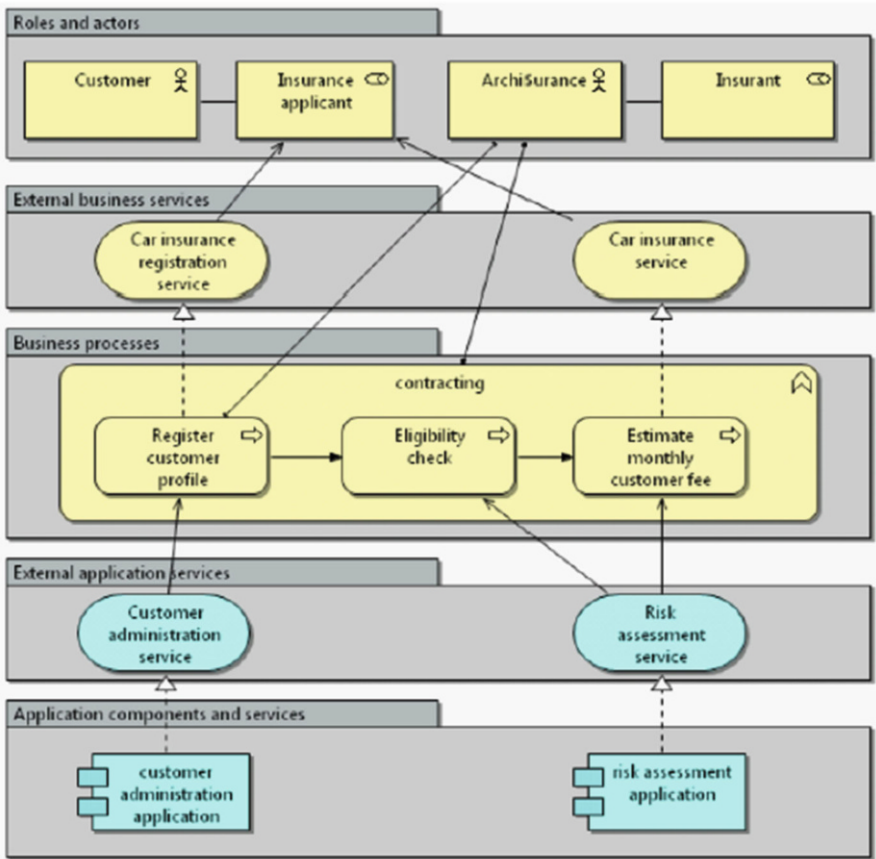 Roles and actors
Customer
Insurance
applicant
Archi$urance
Insurant
External business services
Car insurance
registration
service
Car insurance
service
Business processes
contracting
Register
customer
profile
Eligibility
check
Estimate
monthly
customer fee
External application services
Customer
administration
service
Risk
assessment
service
Application components and services
customer
administration
application
risk assessment
application